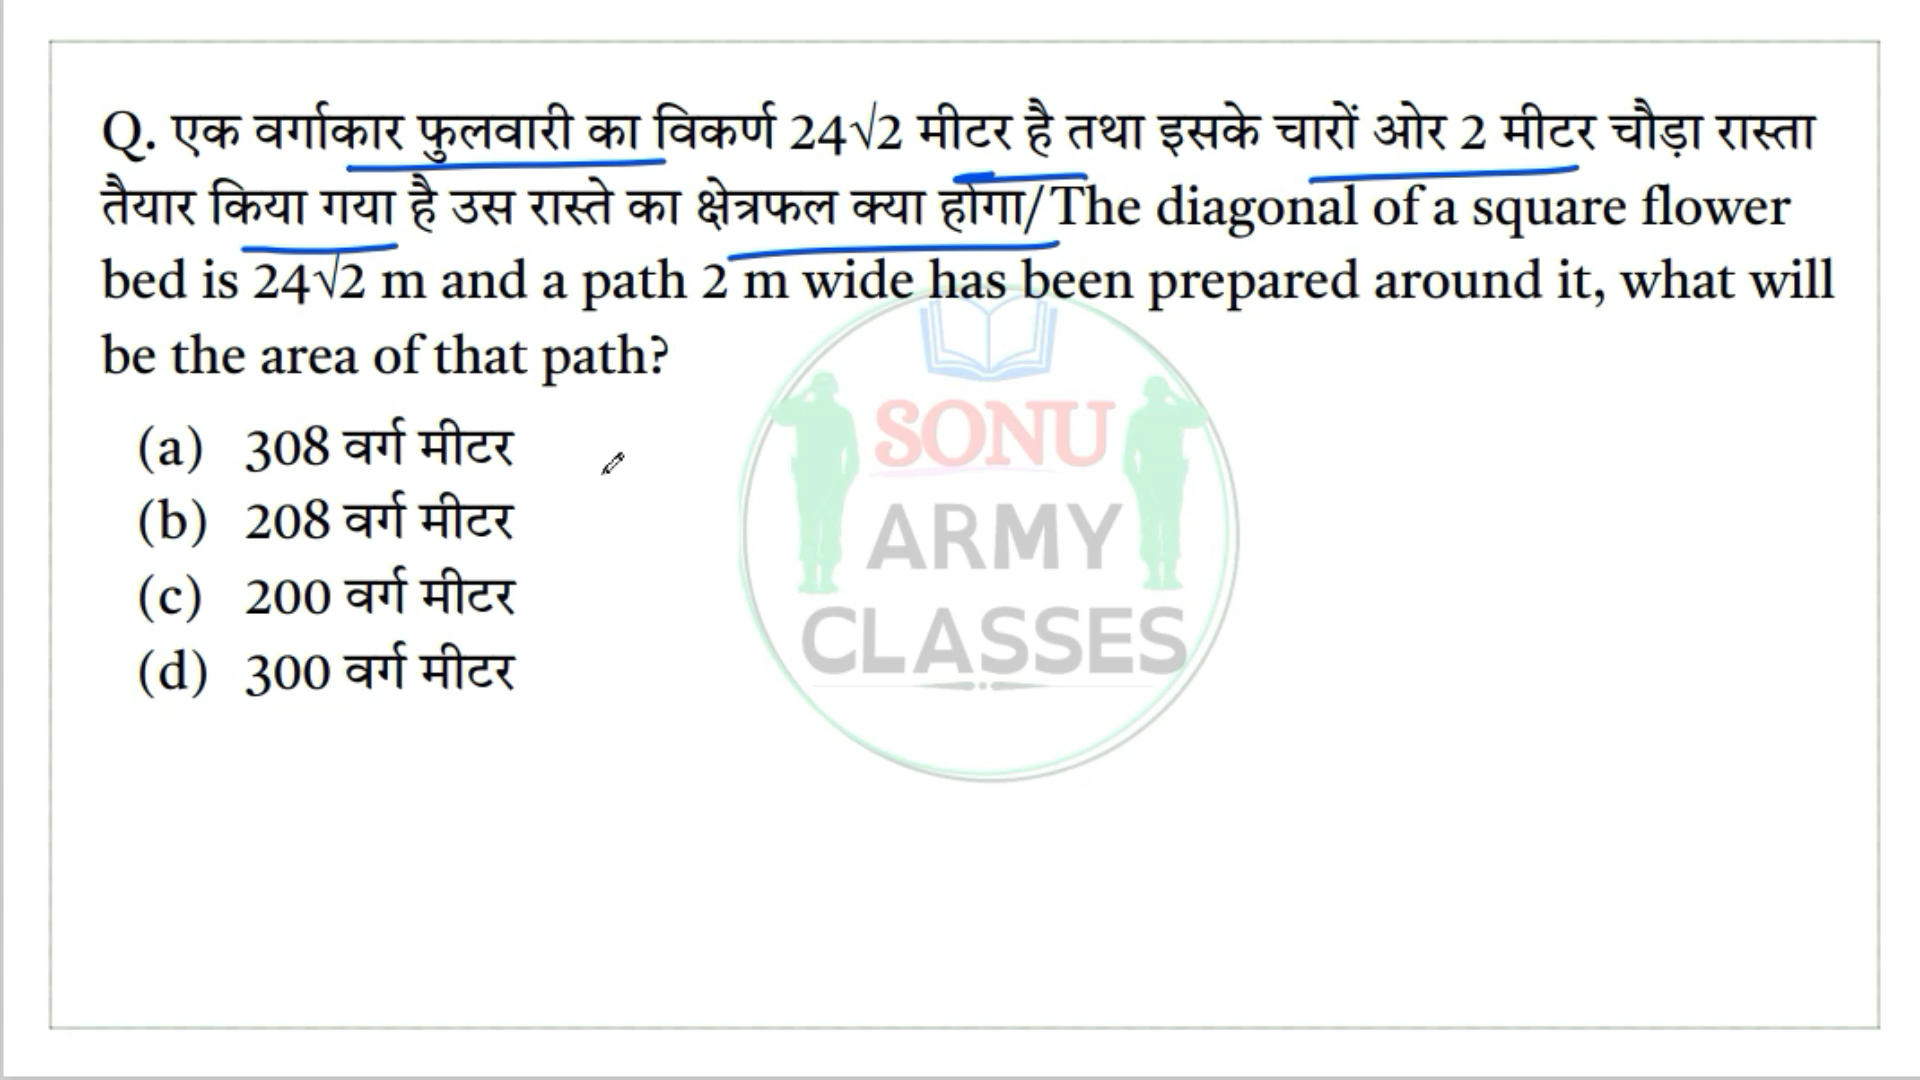 Q. एक वर्गाकार फुलवारी का विकर्ण 24√2 मीटर है तथा इसके चारों ओर 2 मीटर चौड़ा रास्ता
तैयार किया गया है उस रास्ते का क्षेत्रफल क्या होगा/The diagonal of a square flower
bed is 24√2 m and a path 2 m wide has been prepared around it, what will
be the area of that path?
(a) 308 वर्ग मीटर
(b) 208 वर्ग मीटर
(c) 200 वर्ग मीटर
(d) 300 वर्ग मीटर
SONU
ARMY
CLASSES